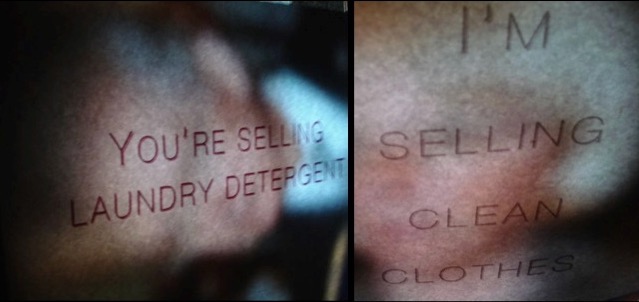 YOU'RE SELLING
LAUNDRY DETERGENT
I'M
SELLING
CLEAN
CLOTHES